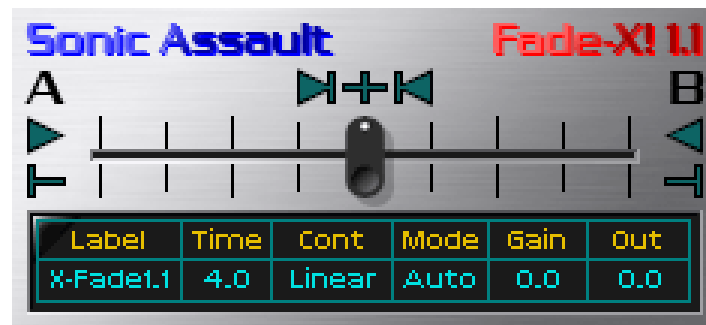 Sonic Assault Fade-X! 1.1
A B
Label Time Cont Mode Gain Out
X-Fade1.1 4.0 Linear Auto 0.0 0.0